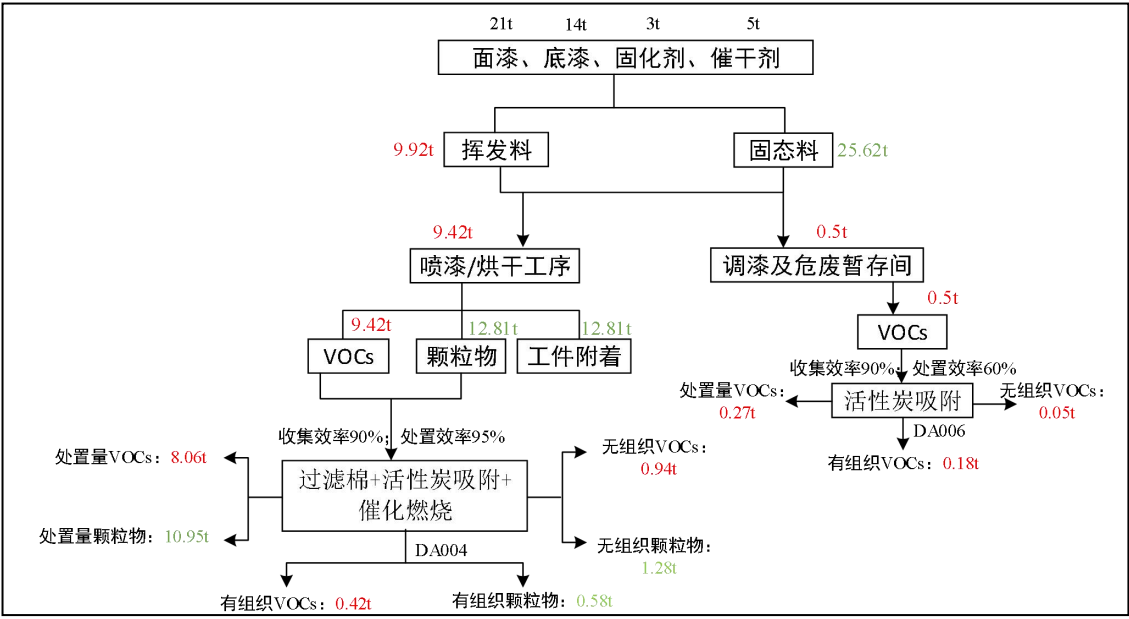 21t 14t 3t 5t
面漆、底漆、固化剂、催干剂
9.92t 挥发料 固态料 25.62t
9.42t 0.5t
喷漆/烘干工序 调漆及危废暂存间
9.42t 12.81t 12.81t 0.5t
VOCs 颗粒物 工件附着 VOCs
收集效率90%；处置效率60%
处置量VOCs： 活性炭吸附 无组织VOCs：
0.27t 0.05t
DA006
收集效率90%；处置效率95% 有组织VOCs：0.18t
处置量VOCs：8.06t 无组织VOCs：
0.94t
过滤棉+活性炭吸附+
催化燃烧
处置量颗粒物：10.95t 无组织颗粒物：
DA004 1.28t
有组织VOCs：0.42t 有组织颗粒物：0.58t